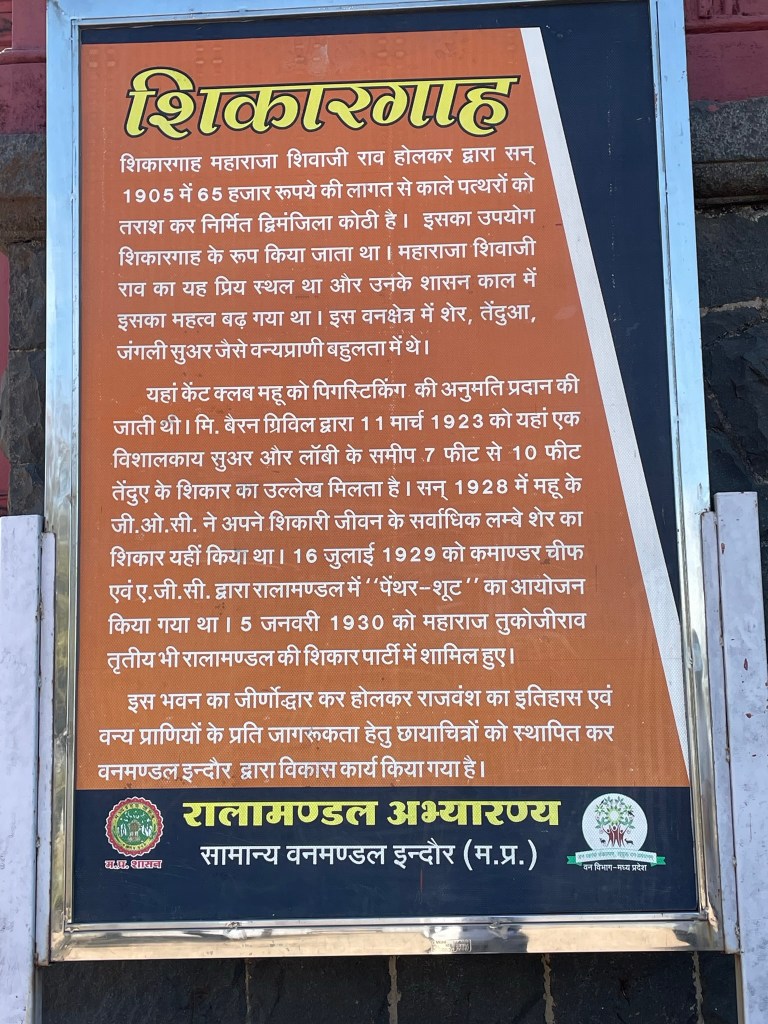 शिकारगाह
शिकारगाह महाराजा शिवाजी राव होलकर द्वारा सन्
1905 में 65 हजार रूपये की लागत से काले पत्थरों को
तराश कर निर्मित द्विमंजिला कोठी है। इसका उपयोग
शिकारगाह के रूप किया जाता था। महाराजा शिवाजी
राव का यह प्रिय स्थल था और उनके शासन काल में
इसका महत्व बढ़ गया था। इस वनक्षेत्र में शेर, तेंदुआ,
जंगली सुअर जैसे वन्यप्राणी बहुलता में थे।
यहां केंट क्लब महू को पिगस्टिकिंग की अनुमति प्रदान की
जाती थी। मि. बैरन ग्रिविल द्वारा 11 मार्च 1923 को यहां एक
विशालकाय सुअर और लॉबी के समीप 7 फीट से 10 फीट
तेंदुए के शिकार का उल्लेख मिलता है। सन् 1928 में महू के
जी.ओ.सी. ने अपने शिकारी जीवन के सर्वाधिक लम्बे शेर का
शिकार यहीं किया था। 16 जुलाई 1929 को कमाण्डर चीफ
एवं ए.जी.सी. द्वारा रालामण्डल में "पेंथर-शूट" का आयोजन
किया गया था। 5 जनवरी 1930 को महाराज तुकोजीराव
तृतीय भी रालामण्डल की शिकार पार्टी में शामिल हुए।
इस भवन का जीर्णोद्धार कर होलकर राजवंश का इतिहास एवं
वन्य प्राणियों के प्रति जागरूकता हेतु छायाचित्रों को स्थापित कर
वनमण्डल इन्दौर द्वारा विकास कार्य किया गया है।
रालामण्डल अभ्यारण्य
सामान्य वनमण्डल इन्दौर (म.प्र.)
म.प्र. शासन
वन विभाग-मध्य प्रदेश